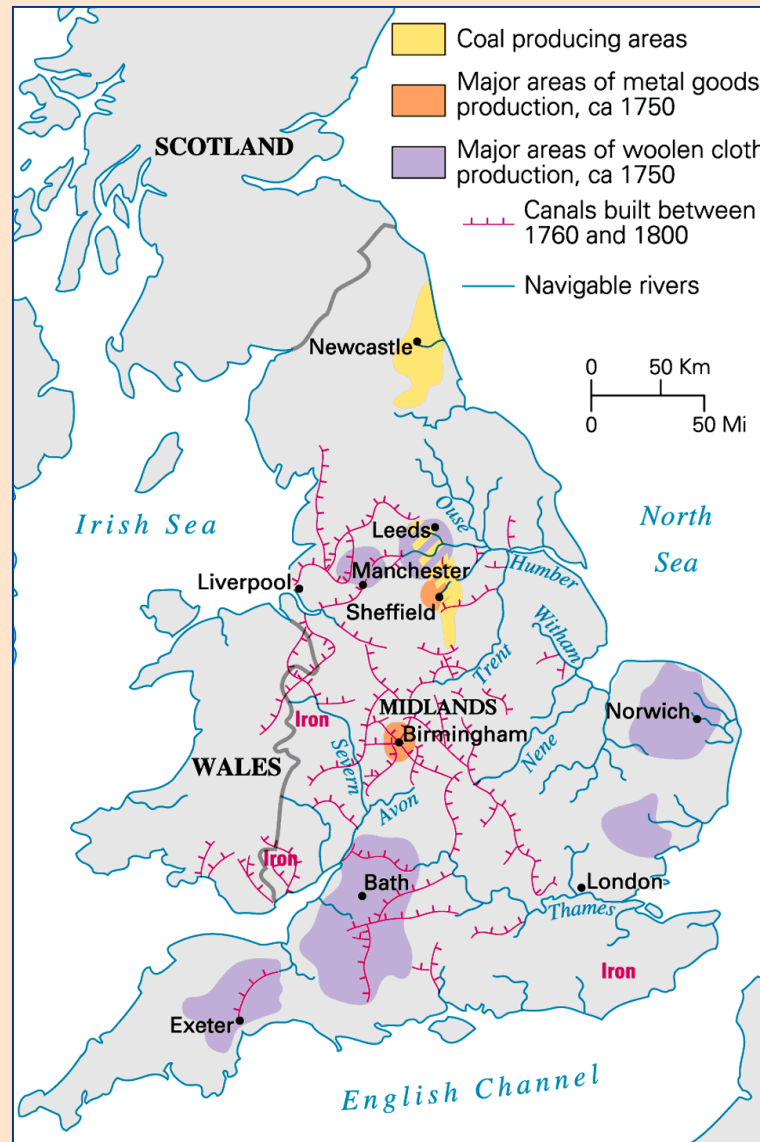 Coal producing areas
Major areas of metal goods
production, ca 1750
Major areas of woolen cloth
production, ca 1750
Canals built between
1760 and 1800
Navigable rivers
0 50 Km
0 50 Mi
SCOTLAND
Newcastle
Irish Sea
North
Sea
Leeds
Ouse
Manchester
Humber
Liverpool
Sheffield
Witham
Trent
MIDLANDS
Norwich
Iron
Birmingham
Nene
WALES
Severn
Avon
Iron
Bath
London
Thames
Iron
Exeter
English Channel